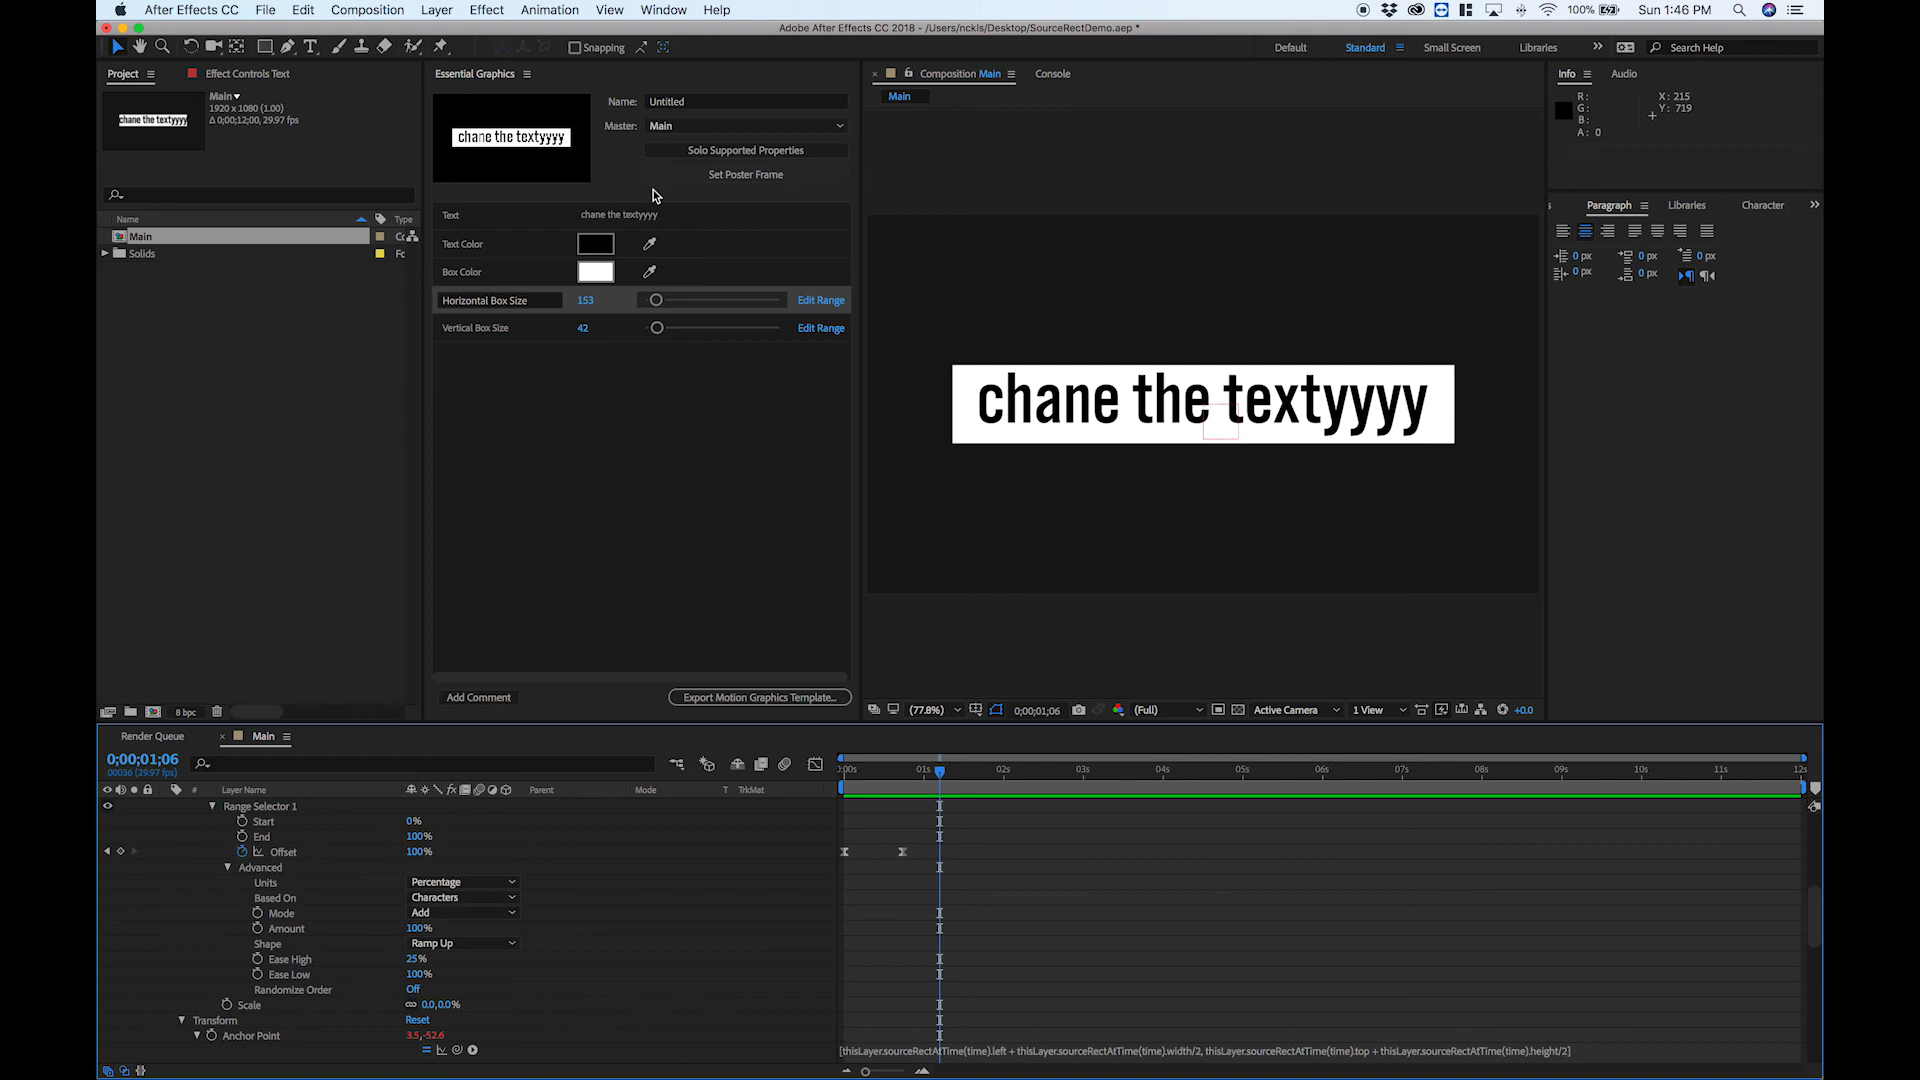 After Effects CC File Edit Composition Layer Effect Animation View Window Help 100% Sun 1:46 PM
Adobe After Effects CC 2018 - /Users/nckls/Desktop/SourceRectDemo.aep *
Snapping Default Standard Small Screen Libraries Search Help
Project Effect Controls Text Essential Graphics Composition Main Console Info Audio
Main
1920 x 1080 (1.00)
Δ 0;00;12;00, 29.97 fps
chane the textyyyy
Name: Untitled
Master: Main
Solo Supported Properties
Set Poster Frame
chane the textyyyy
Main
R: X: 215
G: Y: 719
B:
A: 0
Name Type
Main Cc
Solids Fc
Text chane the textyyyy
Text Color
Box Color
Horizontal Box Size 153 Edit Range
Vertical Box Size 42 Edit Range
s Paragraph Libraries Character
0 px 0 px 0 px
0 px 0 px
chane the textyyyy
Add Comment Export Motion Graphics Template...
8 bpc
(77.8%) 0;00;01;06 (Full) Active Camera 1 View +0.0
Render Queue Main
0;00;01;06
00036 (29.97 fps)
:00s 01s 02s 03s 04s 05s 06s 07s 08s 09s 10s 11s 12s
# Layer Name Parent Mode T TrkMat
Range Selector 1
Start 0%
End 100%
Offset 100%
Advanced
Units Percentage
Based On Characters
Mode Add
Amount 100%
Shape Ramp Up
Ease High 25%
Ease Low 100%
Randomize Order Off
Scale 0.0,0.0%
Transform Reset
Anchor Point 3.5,-52.6
[thisLayer.sourceRectAtTime(time).left + thisLayer.sourceRectAtTime(time).width/2, thisLayer.sourceRectAtTime(time).top + thisLayer.sourceRectAtTime(time).height/2]